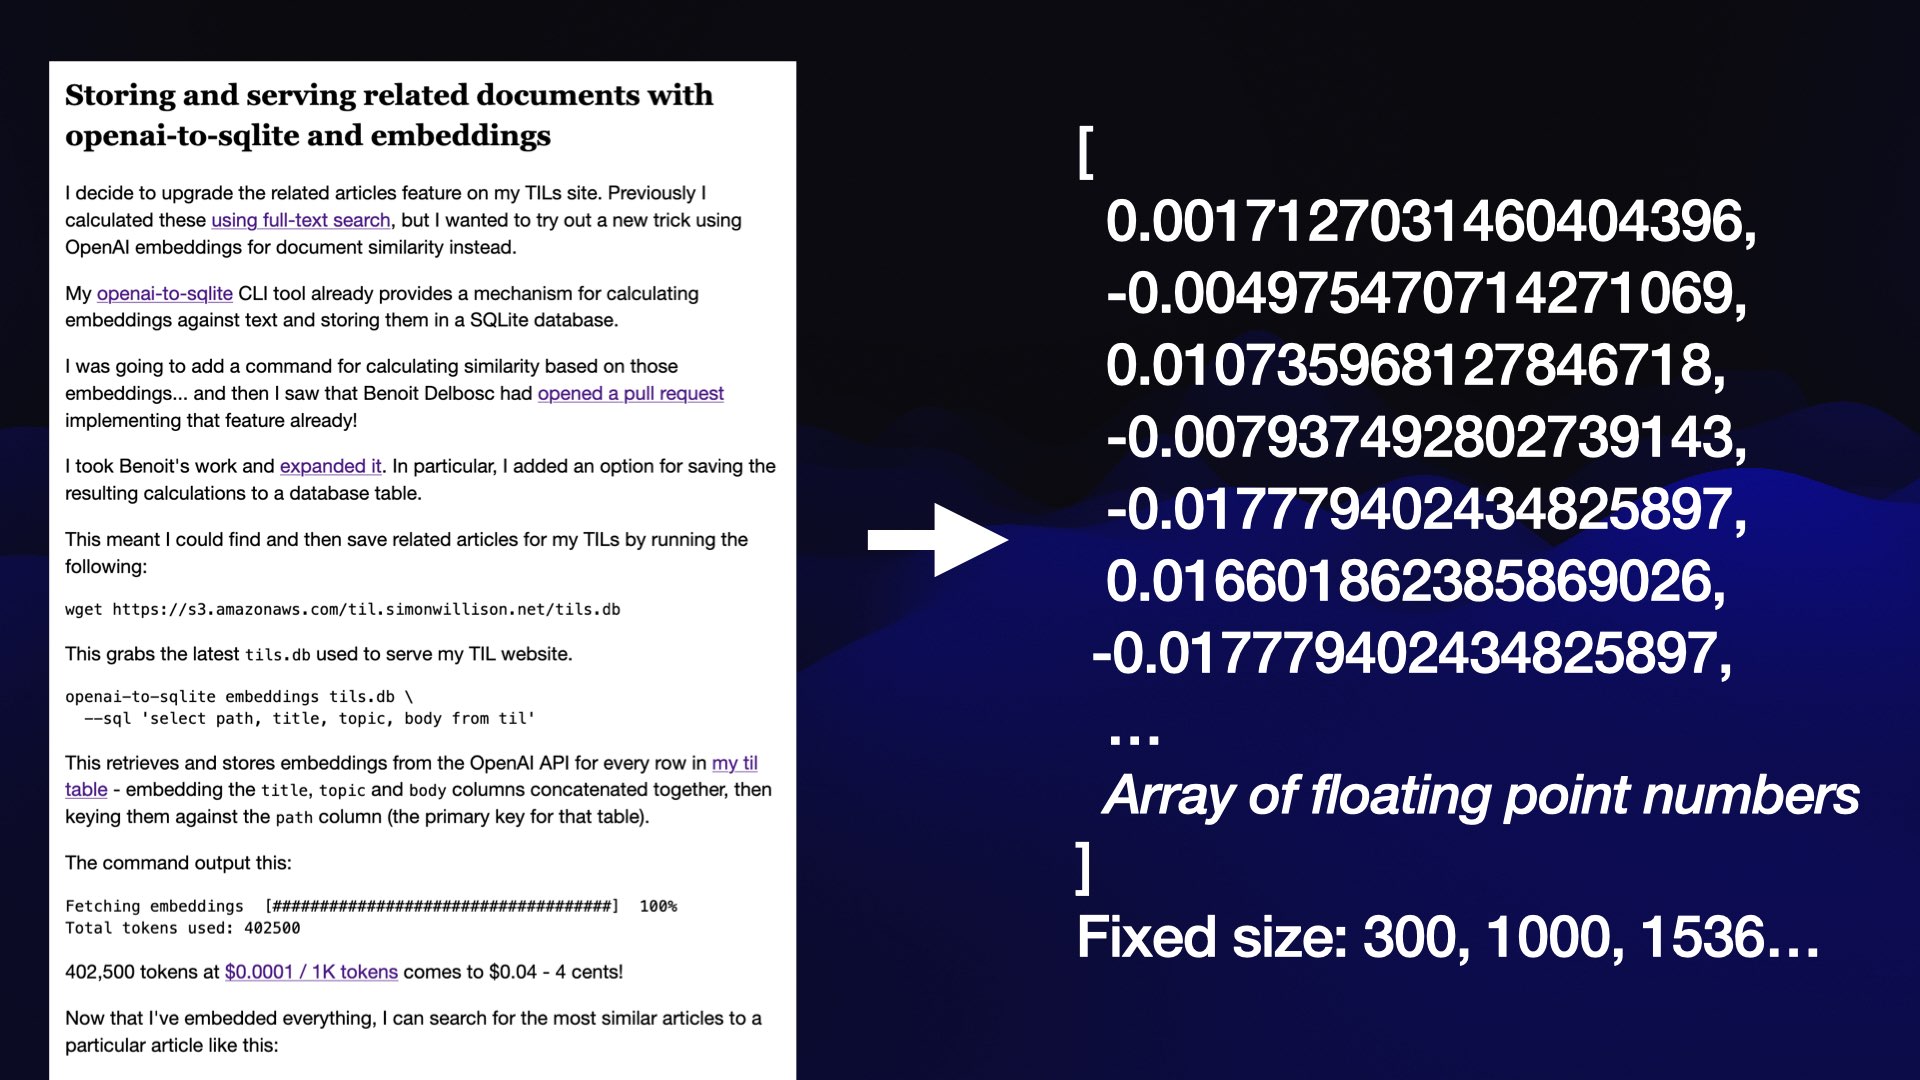 Storing and serving related documents with
openai-to-sqlite and embeddings
I decide to upgrade the related articles feature on my TILs site. Previously I
calculated these using full-text search, but I wanted to try out a new trick using
OpenAI embeddings for document similarity instead.
My openai-to-sqlite CLI tool already provides a mechanism for calculating
embeddings against text and storing them in a SQLite database.
I was going to add a command for calculating similarity based on those
embeddings... and then I saw that Benoit Delbosc had opened a pull request
implementing that feature already!
I took Benoit's work and expanded it. In particular, I added an option for saving the
resulting calculations to a database table.
This meant I could find and then save related articles for my TILs by running the
following:
wget https://s3.amazonaws.com/til.simonwillison.net/tils.db
This grabs the latest tils.db used to serve my TIL website.
openai-to-sqlite embeddings tils.db \
--sql 'select path, title, topic, body from til'
This retrieves and stores embeddings from the OpenAI API for every row in my til
table - embedding the title, topic and body columns concatenated together, then
keying them against the path column (the primary key for that table).
The command output this:
Fetching embeddings [####################################] 100%
Total tokens used: 402500
402,500 tokens at $0.0001 / 1K tokens comes to $0.04 - 4 cents!
Now that I've embedded everything, I can search for the most similar articles to a
particular article like this:
[
0.0017127031460404396,
-0.004975470714271069,
0.010735968127846718,
-0.007937492802739143,
-0.017779402434825897,
0.016601862385869026,
-0.017779402434825897,
…
Array of floating point numbers
]
Fixed size: 300, 1000, 1536…